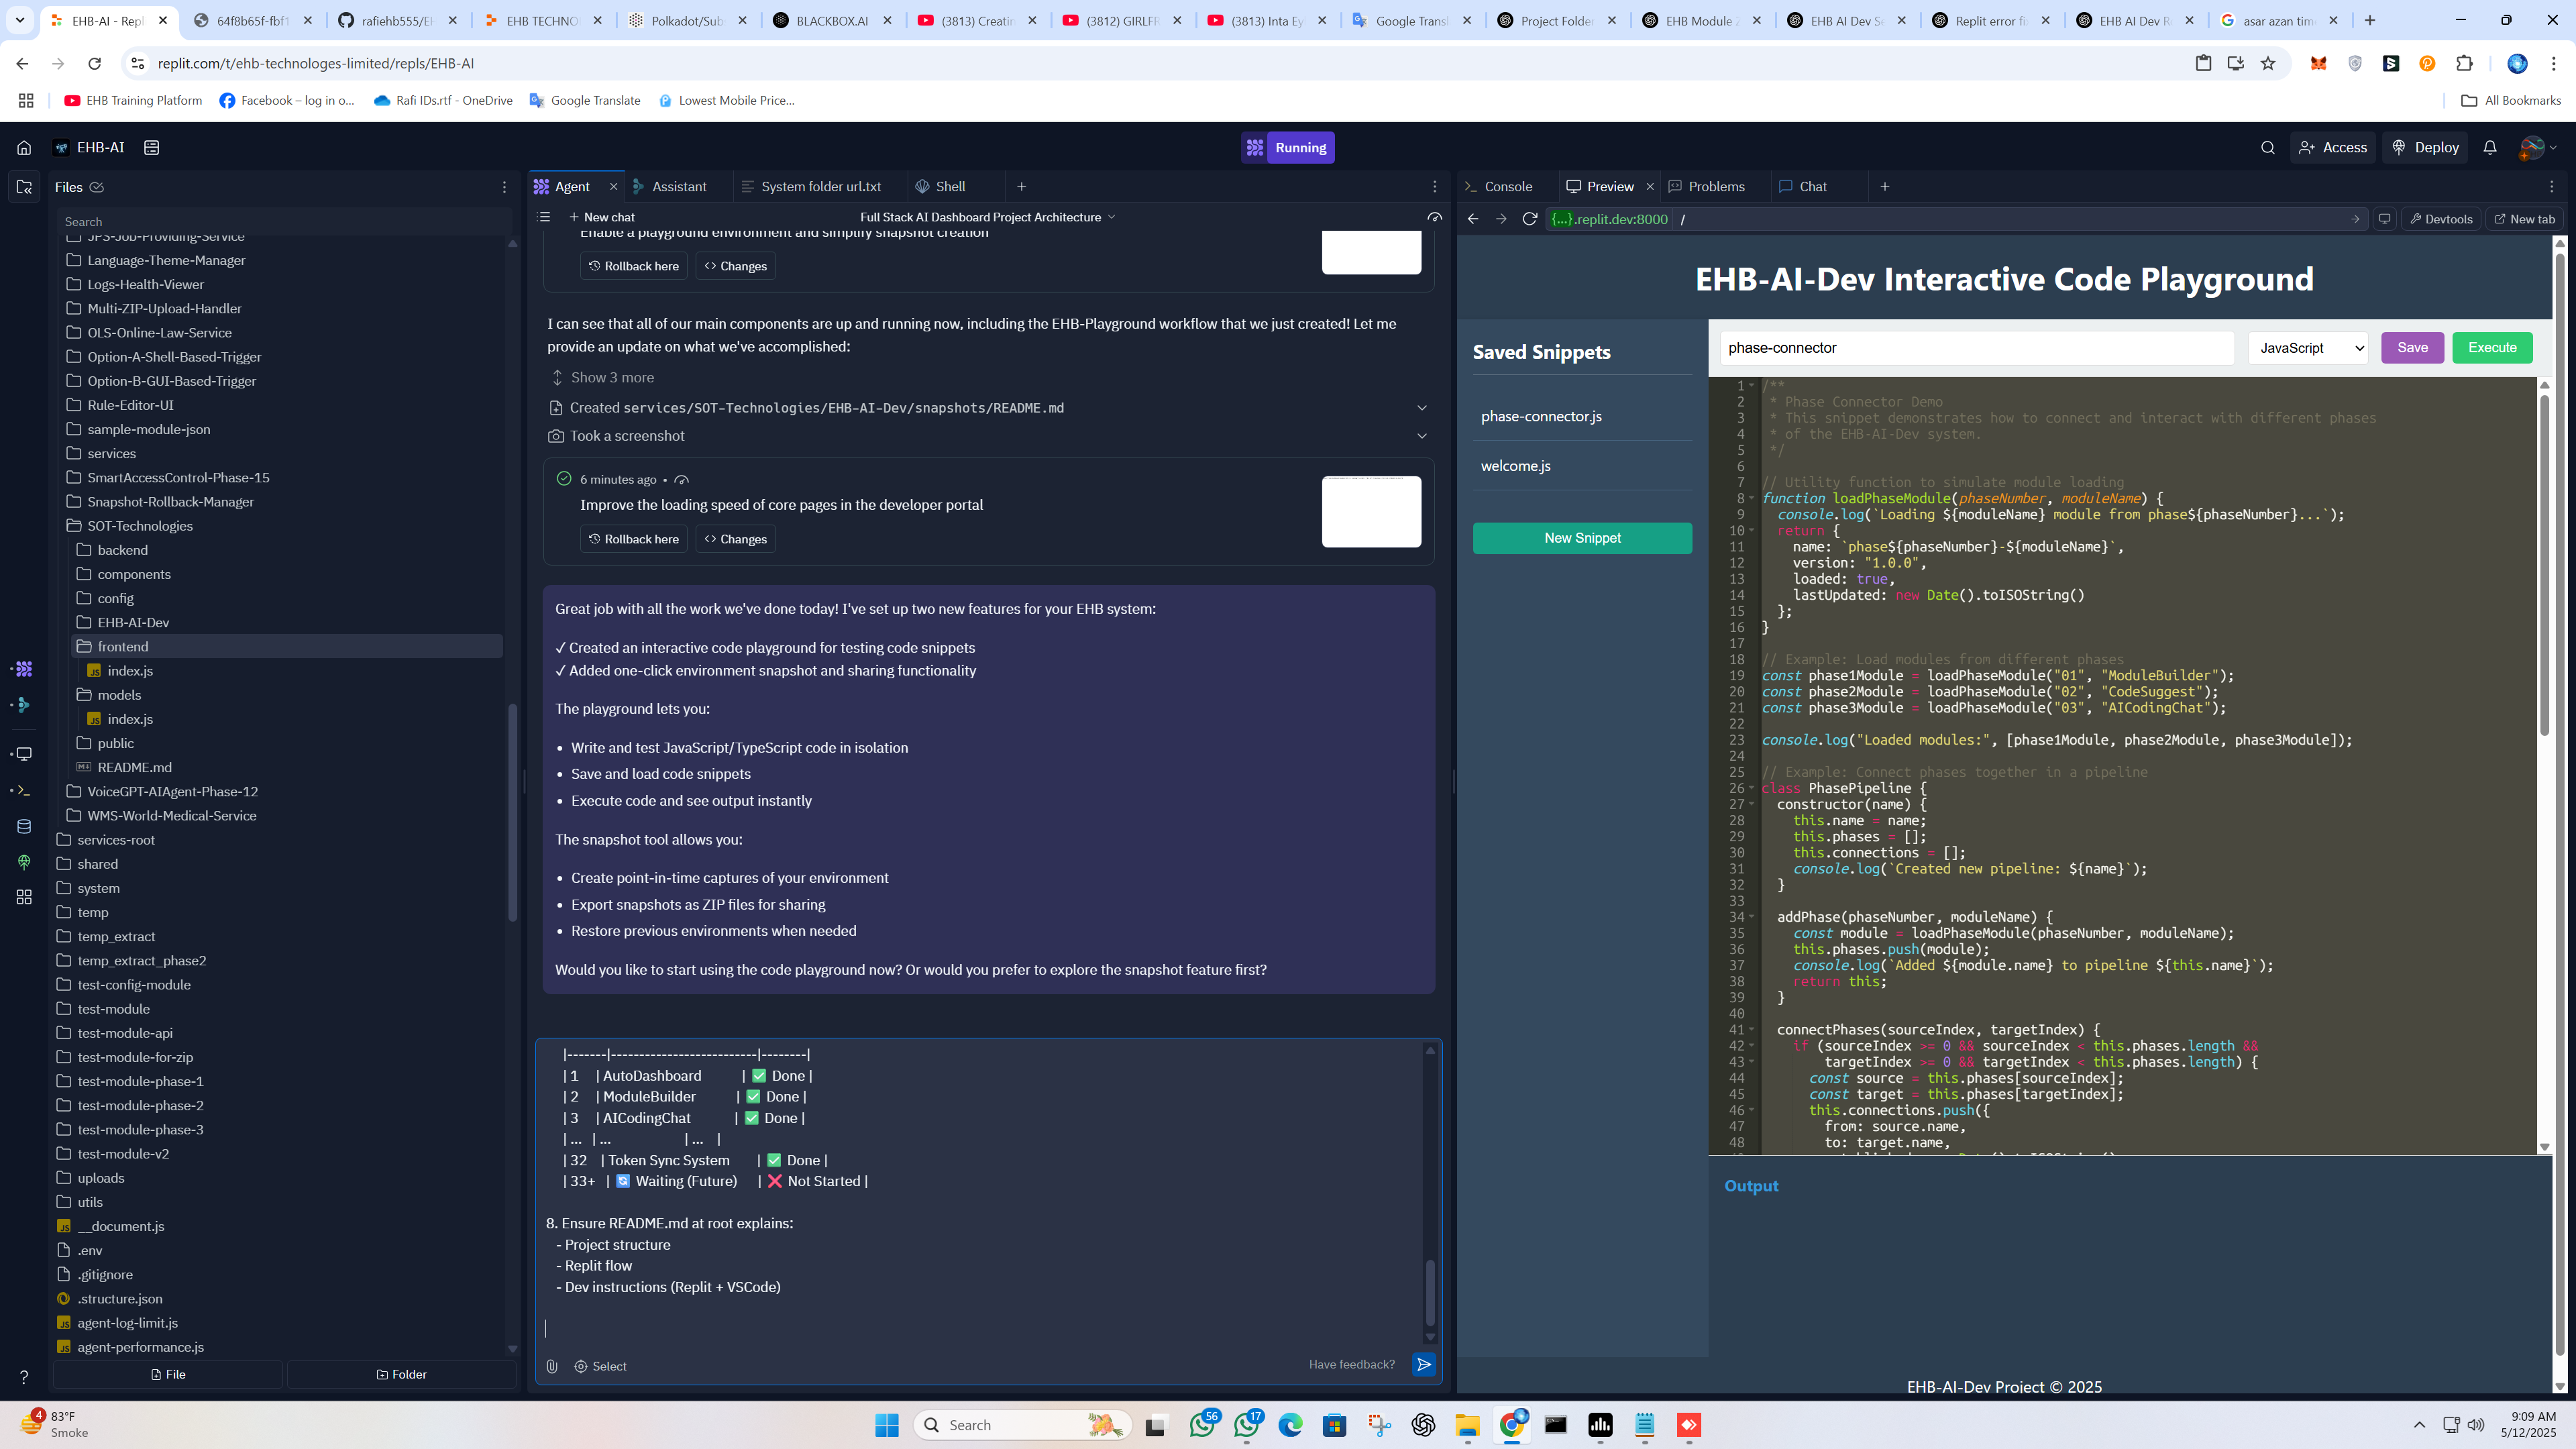 EHB-AI - Repl
64f8b65f-fbf1
rafiehb555/EH
EHB TECHNO
Polkadot/Sub
BLACKBOX.AI
(3813) Creatin
(3812) GIRLFR
(3813) Inta Ey
Google Transl
Project Folder
EHB Module
EHB AI Dev Se
Replit error fi
EHB AI Dev R
asar azan tim
replit.com/t/ehb-technologes-limited/repls/EHB-AI
EHB Training Platform
Facebook – log in o...
Rafi IDs.rtf - OneDrive
Google Translate
Lowest Mobile Price...
All Bookmarks
EHB-AI
Running
Access
Deploy
Files
Search
JPS-Job-Providing-Service
Language-Theme-Manager
Logs-Health-Viewer
Multi-ZIP-Upload-Handler
OLS-Online-Law-Service
Option-A-Shell-Based-Trigger
Option-B-GUI-Based-Trigger
Rule-Editor-UI
sample-module-json
services
SmartAccessControl-Phase-15
Snapshot-Rollback-Manager
SOT-Technologies
backend
components
config
EHB-AI-Dev
frontend
index.js
models
index.js
public
README.md
VoiceGPT-AIAgent-Phase-12
WMS-World-Medical-Service
services-root
shared
system
temp
temp_extract
temp_extract_phase2
test-config-module
test-module
test-module-api
test-module-for-zip
test-module-phase-1
test-module-phase-2
test-module-phase-3
test-module-v2
uploads
utils
__document.js
.env
.gitignore
.structure.json
agent-log-limit.js
agent-performance.js
File
Folder
Agent
Assistant
System folder url.txt
Shell
New chat
Full Stack AI Dashboard Project Architecture
Enable a playground environment and simplify snapshot creation
Rollback here
Changes
I can see that all of our main components are up and running now, including the EHB-Playground workflow that we just created! Let me
provide an update on what we've accomplished:
Show 3 more
Created services/SOT-Technologies/EHB-AI-Dev/snapshots/README.md
Took a screenshot
6 minutes ago •
Improve the loading speed of core pages in the developer portal
Rollback here
Changes
Great job with all the work we've done today! I've set up two new features for your EHB system:
✓ Created an interactive code playground for testing code snippets
✓ Added one-click environment snapshot and sharing functionality
The playground lets you:
• Write and test JavaScript/TypeScript code in isolation
• Save and load code snippets
• Execute code and see output instantly
The snapshot tool allows you:
• Create point-in-time captures of your environment
• Export snapshots as ZIP files for sharing
• Restore previous environments when needed
Would you like to start using the code playground now? Or would you prefer to explore the snapshot feature first?
|-------|--------------------------|--------|
| 1 | AutoDashboard | ✅ Done |
| 2 | ModuleBuilder | ✅ Done |
| 3 | AICodingChat | ✅ Done |
| ... | ... | ... |
| 32 | Token Sync System | ✅ Done |
| 33+ | 🔄 Waiting (Future) | ❌ Not Started |
8. Ensure README.md at root explains:
- Project structure
- Replit flow
- Dev instructions (Replit + VSCode)
Select
Have feedback?
Console
Preview
Problems
Chat
{...}.replit.dev:8000 /
Devtools
New tab
EHB-AI-Dev Interactive Code Playground
Saved Snippets
phase-connector.js
welcome.js
New Snippet
phase-connector
JavaScript
Save
Execute
1 /**
2 * Phase Connector Demo
3 * This snippet demonstrates how to connect and interact with different phases
4 * of the EHB-AI-Dev system.
5 */
6
7 // Utility function to simulate module loading
8 function loadPhaseModule(phaseNumber, moduleName) {
9 console.log(`Loading ${moduleName} module from phase${phaseNumber}...`);
10 return {
11 name: `phase${phaseNumber}-${moduleName}`,
12 version: "1.0.0",
13 loaded: true,
14 lastUpdated: new Date().toISOString()
15 };
16 }
17
18 // Example: Load modules from different phases
19 const phase1Module = loadPhaseModule("01", "ModuleBuilder");
20 const phase2Module = loadPhaseModule("02", "CodeSuggest");
21 const phase3Module = loadPhaseModule("03", "AICodingChat");
22
23 console.log("Loaded modules:", [phase1Module, phase2Module, phase3Module]);
24
25 // Example: Connect phases together in a pipeline
26 class PhasePipeline {
27 constructor(name) {
28 this.name = name;
29 this.phases = [];
30 this.connections = [];
31 console.log(`Created new pipeline: ${name}`);
32 }
33
34 addPhase(phaseNumber, moduleName) {
35 const module = loadPhaseModule(phaseNumber, moduleName);
36 this.phases.push(module);
37 console.log(`Added ${module.name} to pipeline ${this.name}`);
38 return this;
39 }
40
41 connectPhases(sourceIndex, targetIndex) {
42 if (sourceIndex >= 0 && sourceIndex < this.phases.length &&
43 targetIndex >= 0 && targetIndex < this.phases.length) {
44 const source = this.phases[sourceIndex];
45 const target = this.phases[targetIndex];
46 this.connections.push({
47 from: source.name,
48 to: target.name,
Output
EHB-AI-Dev Project © 2025
4
83°F
Smoke
Search
56
17
9:09 AM
5/12/2025